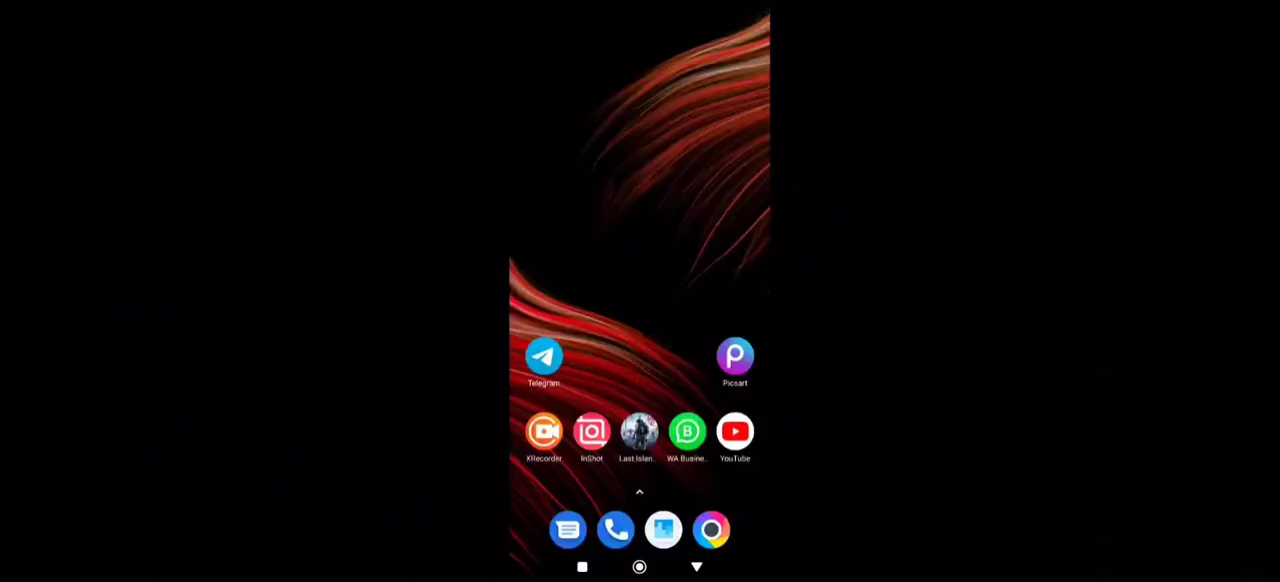 Telegram
Picsart
XRecorder
InShot
Last Islan..
WA Busine..
YouTube